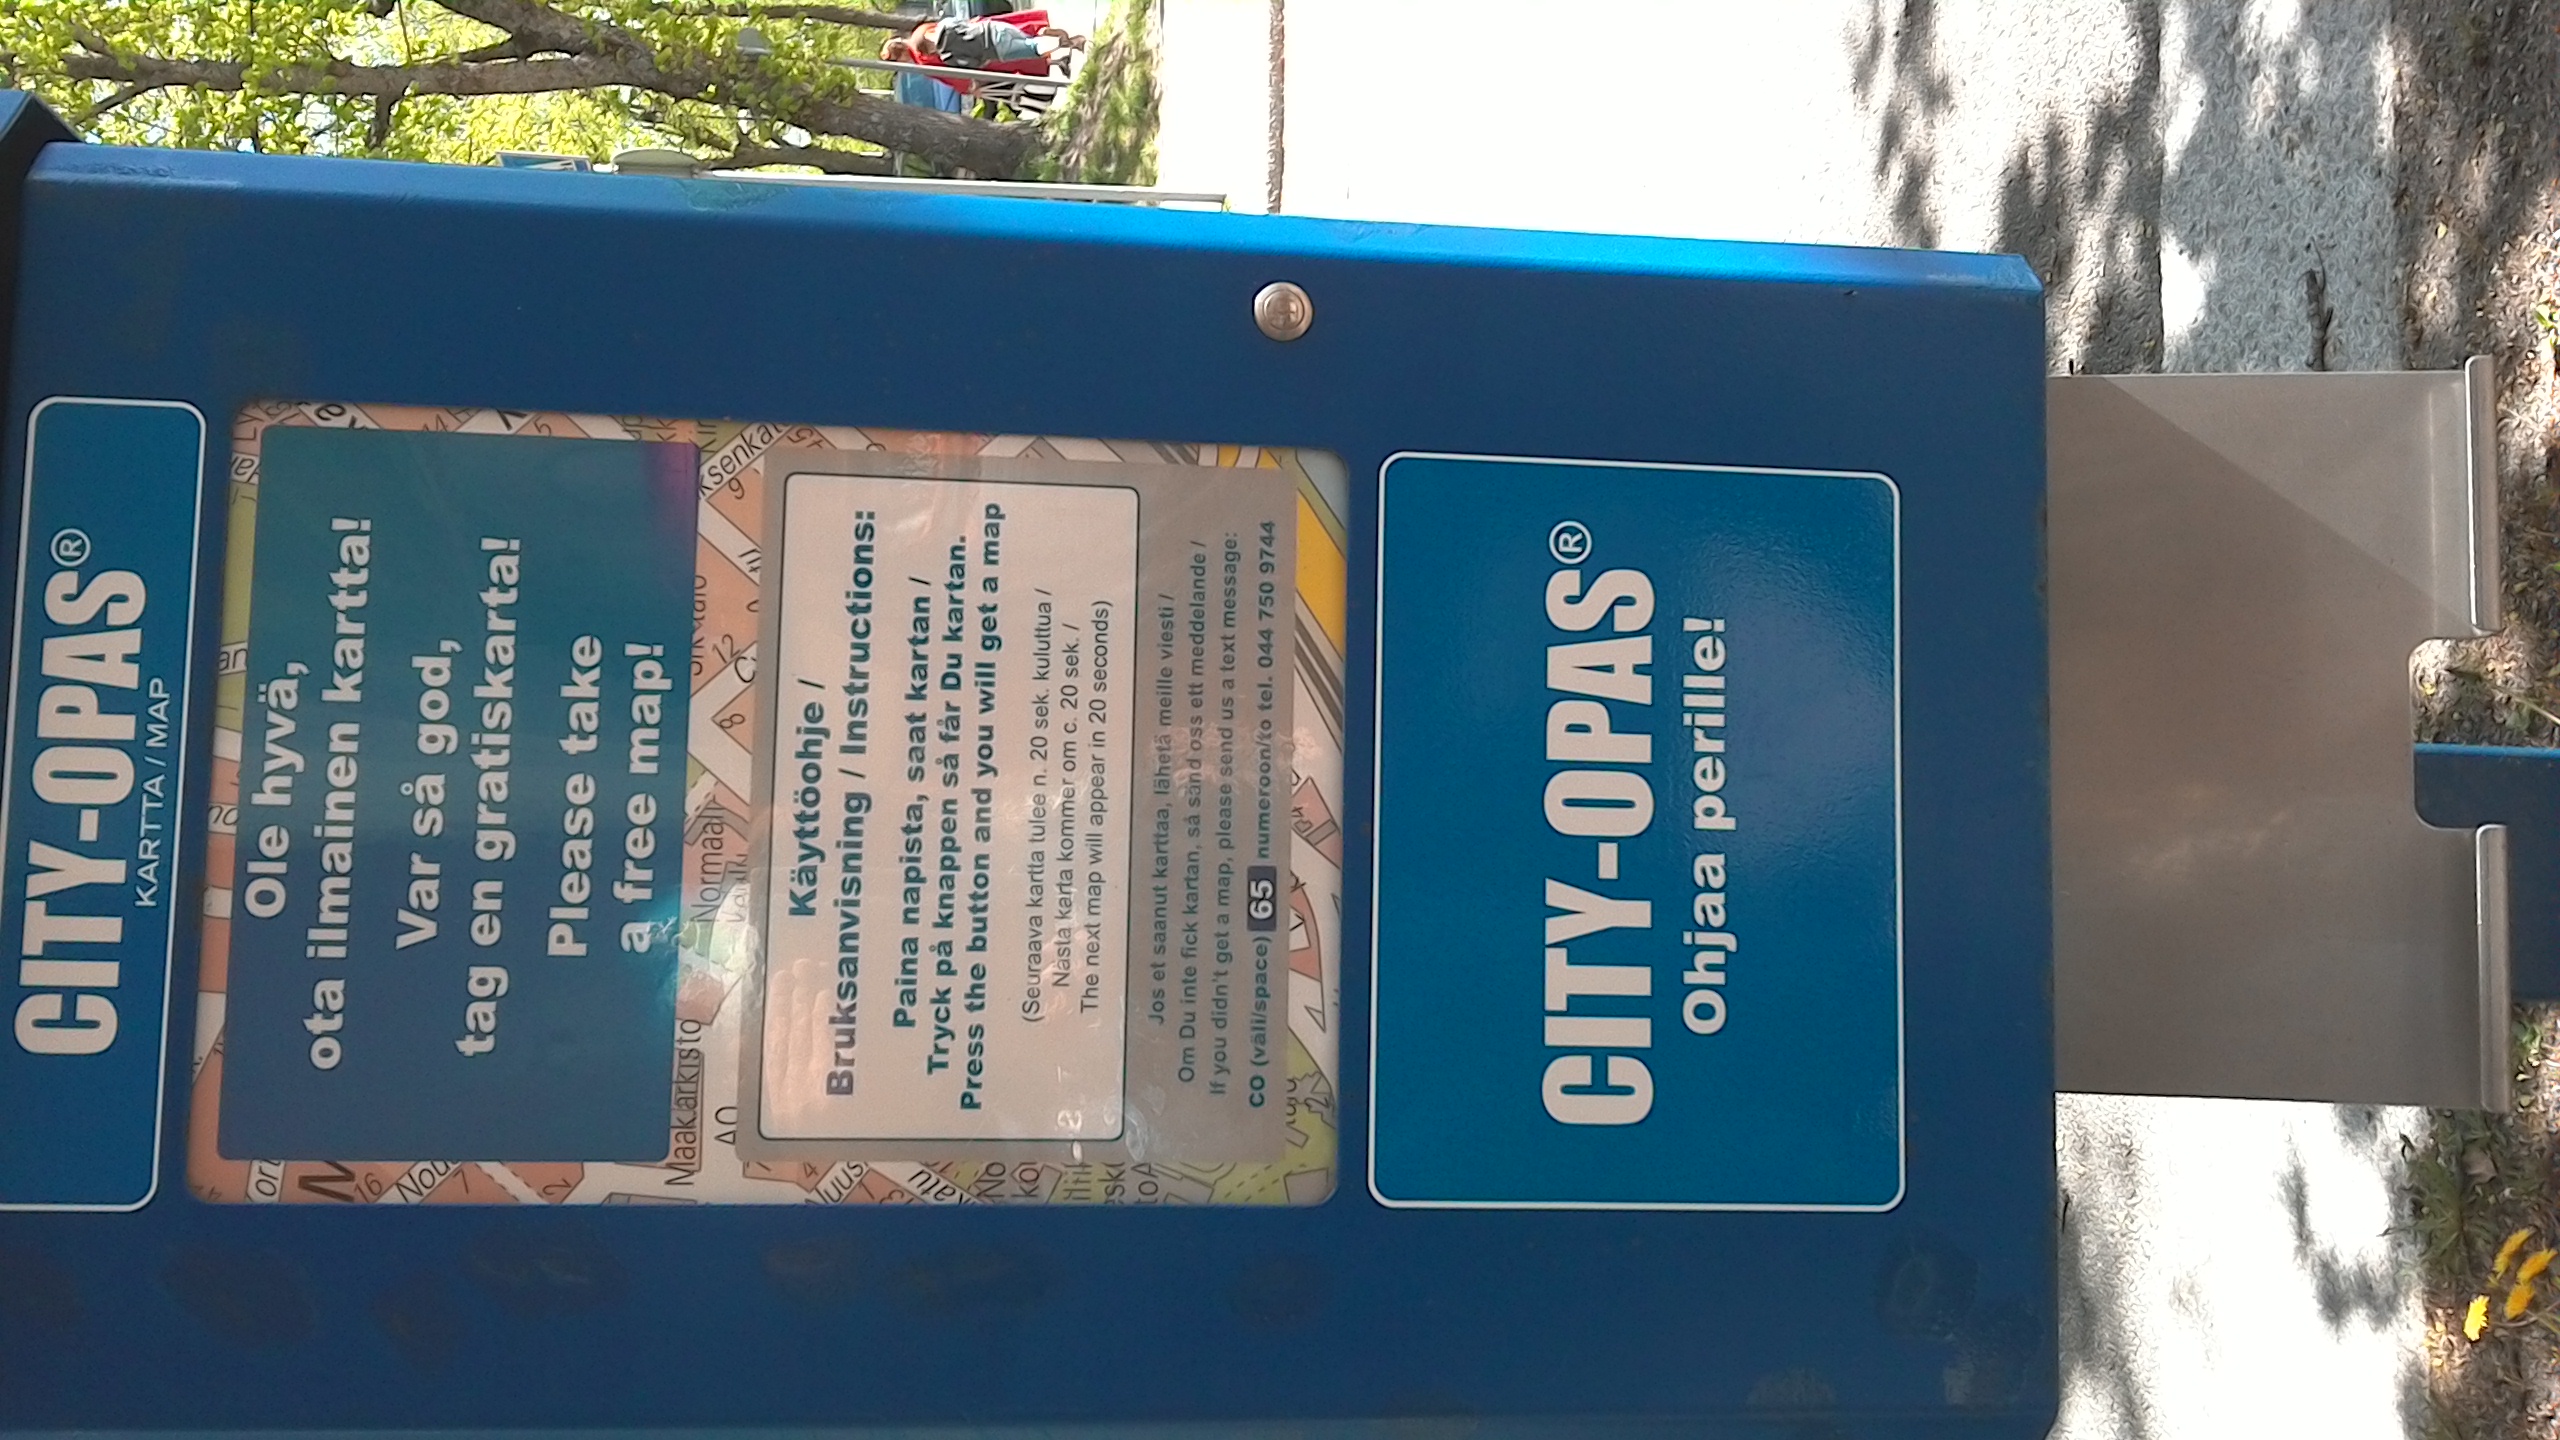 CITY-OPAS®
KARTTA / MAP
Ole hyvä,
ota ilmainen kartta!
Var så god,
tag en gratiskarta!
Please take
a free map!
Käyttöohje /
Bruksanvisning / Instructions:
Paina napista, saat kartan /
Tryck på knappen så får Du kartan.
Press the button and you will get a map
(Seuraava kartta tulee n. 20 sek. kuluttua /
Nästa karta kommer om c. 20 sek. /
The next map will appear in 20 seconds)
Jos et saanut karttaa, lähetä meille viesti /
Om Du inte fick kartan, så sänd oss ett meddelande /
If you didn't get a map, please send us a text message:
CO (väli/space) 65 numeroon/to tel. 044 750 9744
Maakarkisto
CITY-OPAS®
Ohjaa perille!